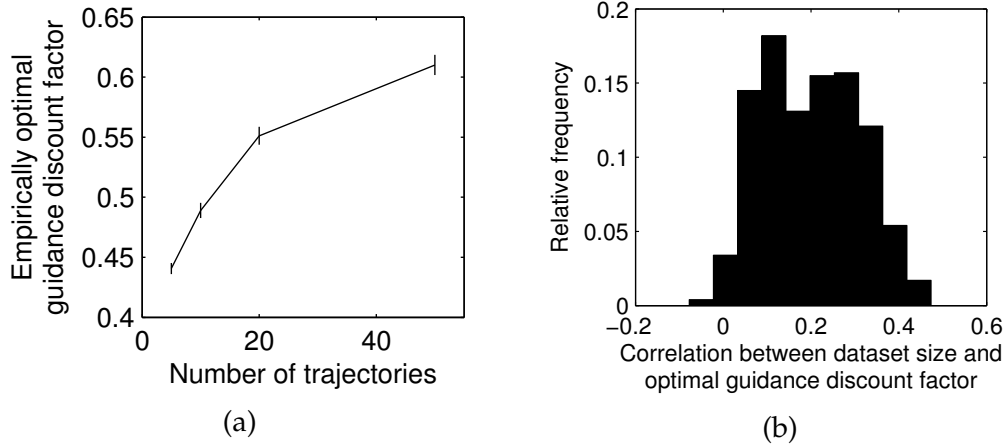 0.65
0.6
0.55
0.5
0.45
0.4
0
20
40
Empirically optimal
guidance discount factor
Number of trajectories
(a)
0.2
0.15
0.1
0.05
0
−0.2
0
0.2
0.4
0.6
Relative frequency
Correlation between dataset size and
optimal guidance discount factor
(b)